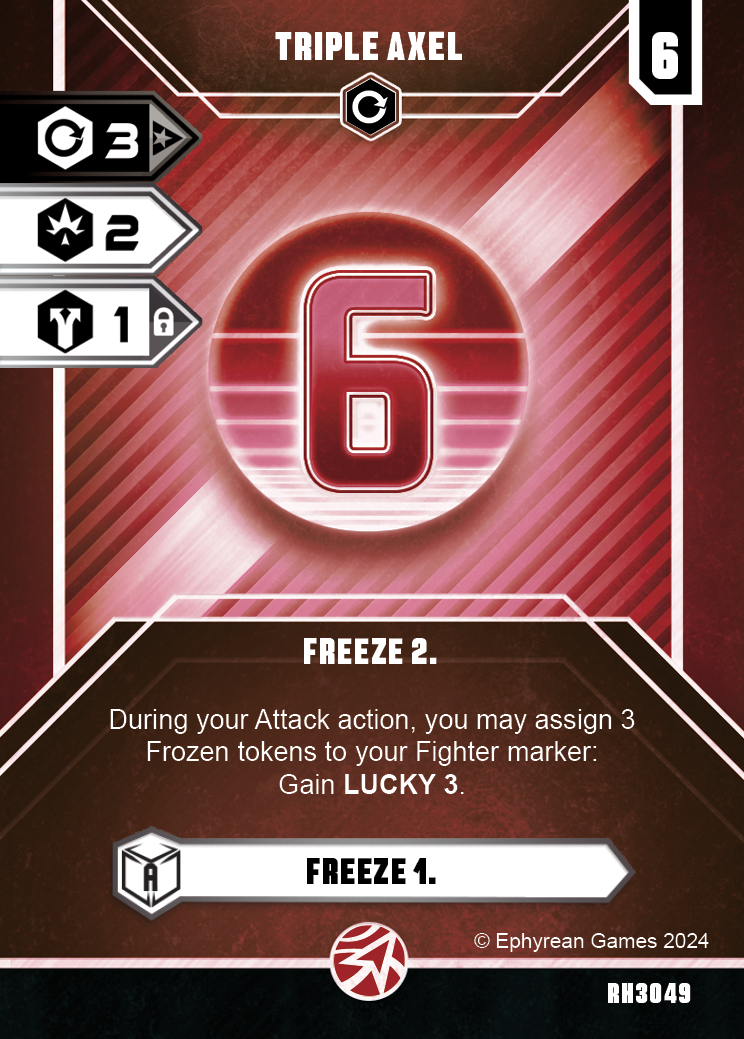 TRIPLE AXEL
6
3
2
1
6
FREEZE 2.
During your Attack action, you may assign 3
Frozen tokens to your Fighter marker:
Gain LUCKY 3.
A
FREEZE 1.
© Ephyrean Games 2024
RH3049